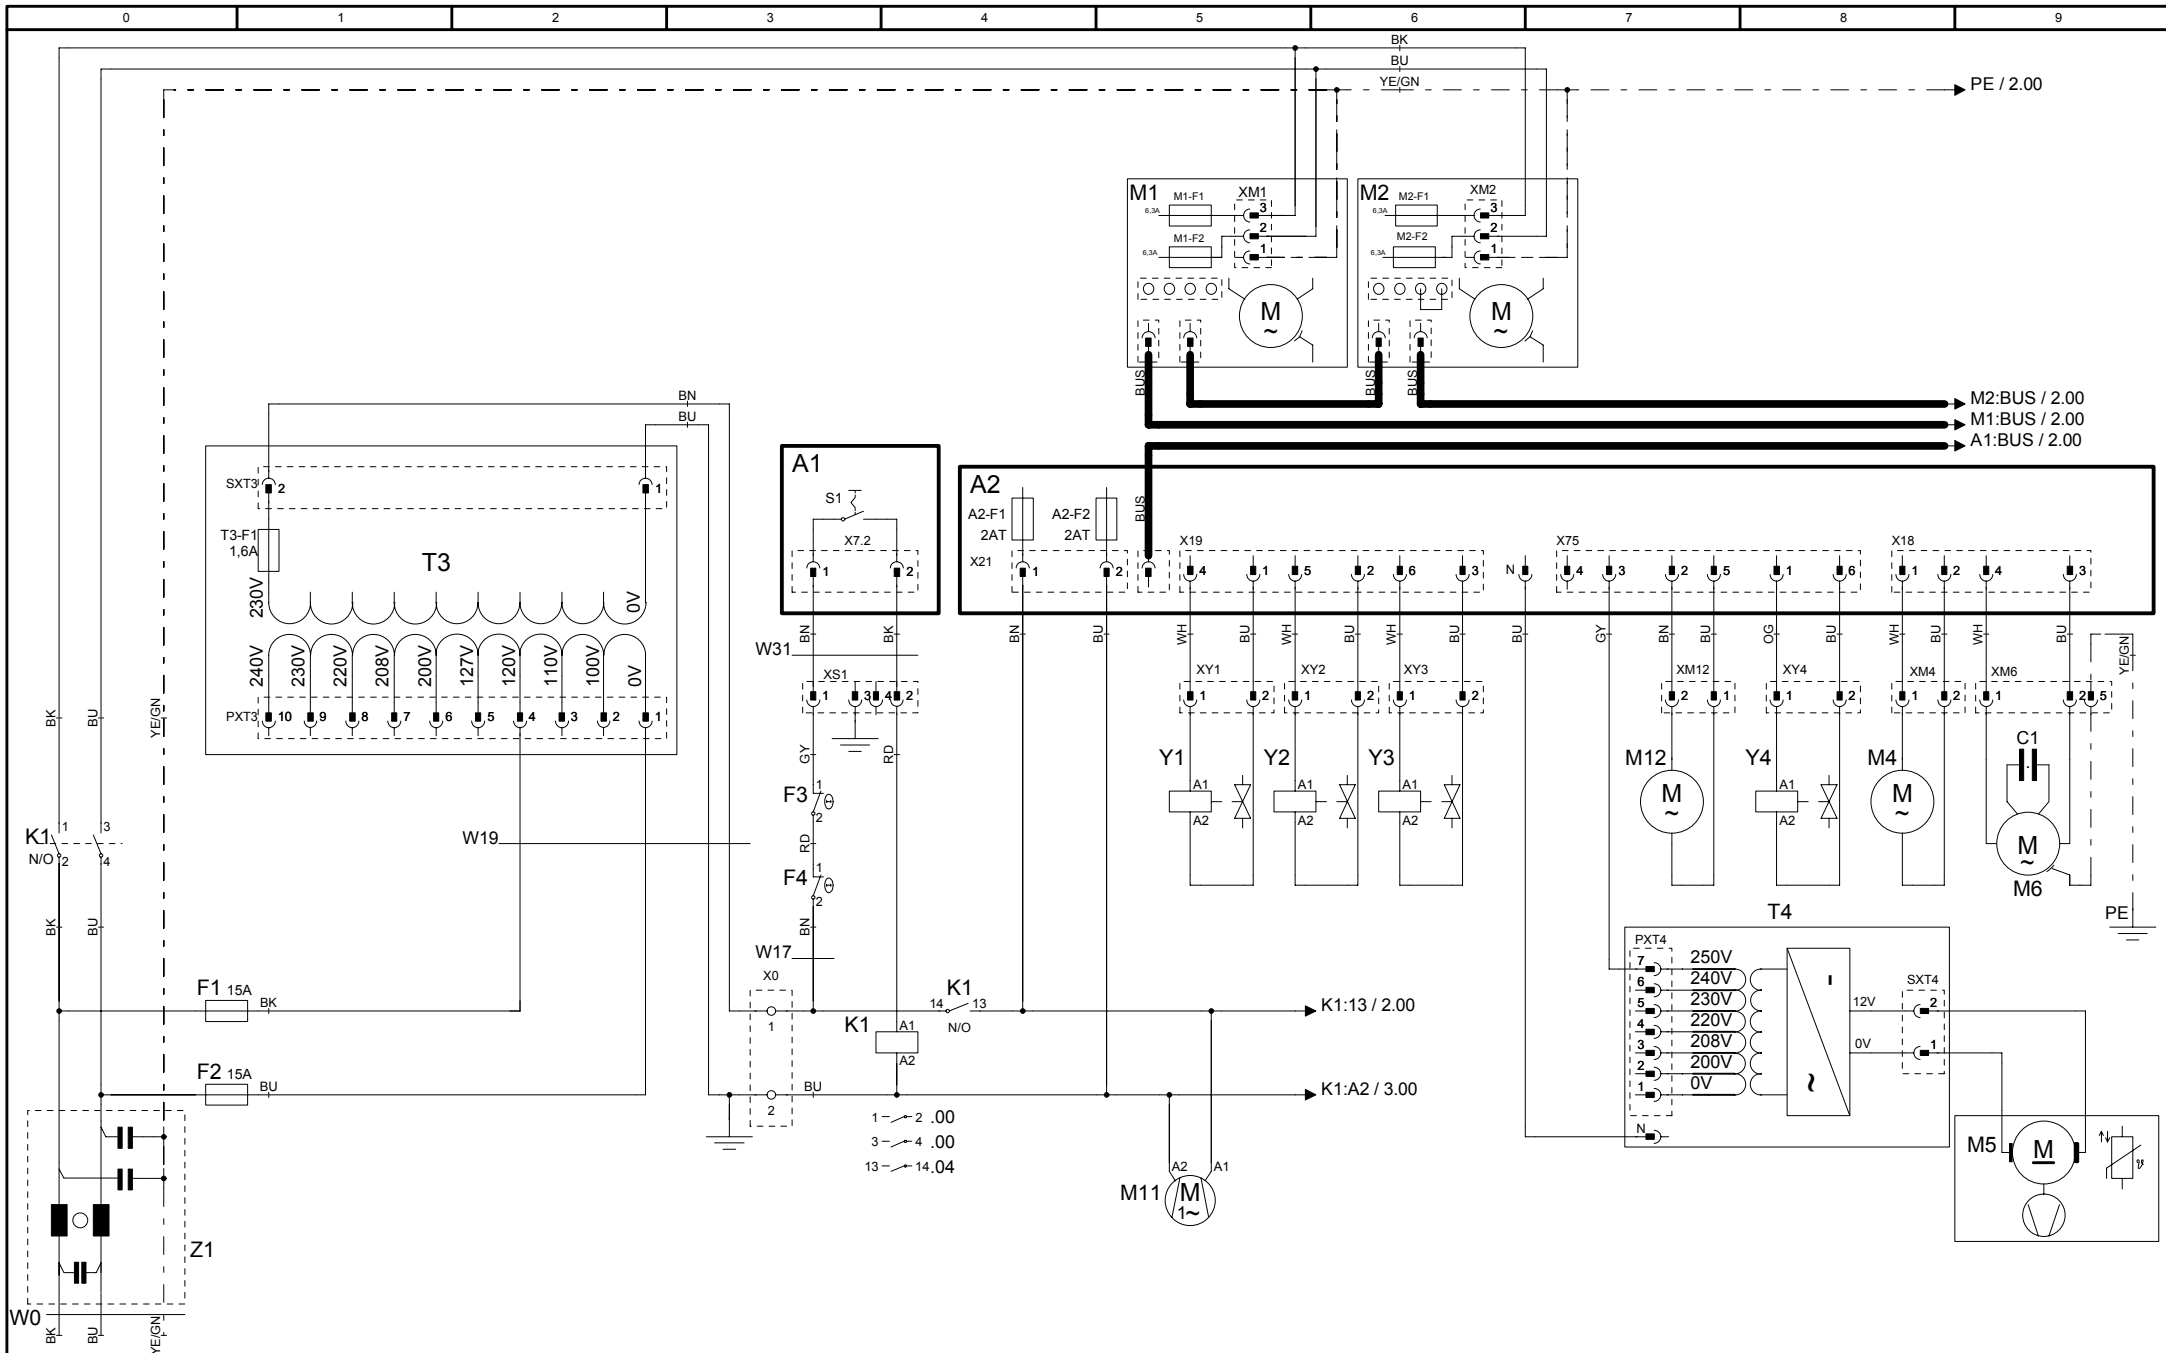 0 1 2 3 4 5 6 7 8 9
BK
BU
YE/GN
PE / 2.00
M1
M1-F1
6,3A
M1-F2
6,3A
XM1
3
2
1
M
~
BUS
M2
M2-F1
6,3A
M2-F2
6,3A
XM2
3
2
1
M
~
BUS
BUS
M2:BUS / 2.00
M1:BUS / 2.00
A1:BUS / 2.00
BN
BU
SXT3
2
1
T3-F1
1,6A
T3
230V
0V
240V
230V
220V
208V
200V
127V
120V
110V
100V
0V
PXT3
10 9 8 7 6 5 4 3 2 1
A1
S1
X7.2
1 2
BN
BK
W31
XS1
1 3 4 2
GY
RD
F3
1
2
W19
RD
F4
1
2
BN
W17
X0
1
2
A2
A2-F1
2AT
A2-F2
2AT
X21
1 2
BUS
X19
4 1 5 2 6 3
N
X75
4 3 2 5 1 6
X18
1 2 4 3
BN BU WH BU WH BU WH BU BU GY BN BU OG BU WH BU WH BU
YE/GN
XY1
1 2
XY2
1 2
XY3
1 2
XM12
2 1
XY4
1 2
XM4
1 2
XM6
1 2 5
Y1
A1
A2
Y2
A1
A2
Y3
A1
A2
M12
M
~
Y4
A1
A2
M4
M
~
C1
M
~
M6
PE
BK
BU
YE/GN
K1
N/O
1
2
3
4
BK
BU
F1 15A
BK
F2 15A
BU
K1
14 13
N/O
K1
A1
A2
BU
K1:13 / 2.00
K1:A2 / 3.00
1 2 .00
3 4 .00
13 14 .04
M11
A2
A1
M
1~
T4
PXT4
7 250V
6 240V
5 230V
4 220V
3 208V
2 200V
1 0V
N
~
12V
0V
SXT4
2
1
M5
M
ϑ
Z1
W0
BK
BU
YE/GN